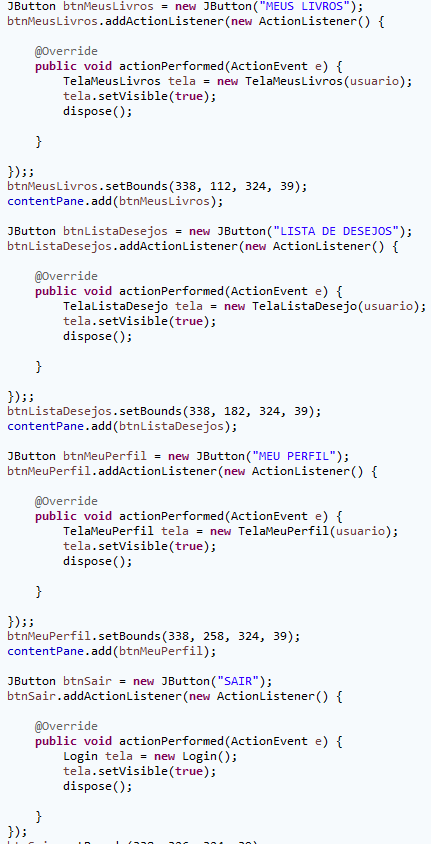 JButton btnMeusLivros = new JButton("MEUS LIVROS");
btnMeusLivros.addActionListener(new ActionListener() {
@Override
public void actionPerformed(ActionEvent e) {
TelaMeusLivros tela = new TelaMeusLivros(usuario);
tela.setVisible(true);
dispose();
}
});;
btnMeusLivros.setBounds(338, 112, 324, 39);
contentPane.add(btnMeusLivros);
JButton btnListaDesejos = new JButton("LISTA DE DESEJOS");
btnListaDesejos.addActionListener(new ActionListener() {
@Override
public void actionPerformed(ActionEvent e) {
TelaListaDesejo tela = new TelaListaDesejo(usuario);
tela.setVisible(true);
dispose();
}
});;
btnListaDesejos.setBounds(338, 182, 324, 39);
contentPane.add(btnListaDesejos);
JButton btnMeuPerfil = new JButton("MEU PERFIL");
btnMeuPerfil.addActionListener(new ActionListener() {
@Override
public void actionPerformed(ActionEvent e) {
TelaMeuPerfil tela = new TelaMeuPerfil(usuario);
tela.setVisible(true);
dispose();
}
});;
btnMeuPerfil.setBounds(338, 258, 324, 39);
contentPane.add(btnMeuPerfil);
JButton btnSair = new JButton("SAIR");
btnSair.addActionListener(new ActionListener() {
@Override
public void actionPerformed(ActionEvent e) {
Login tela = new Login();
tela.setVisible(true);
dispose();
}
});